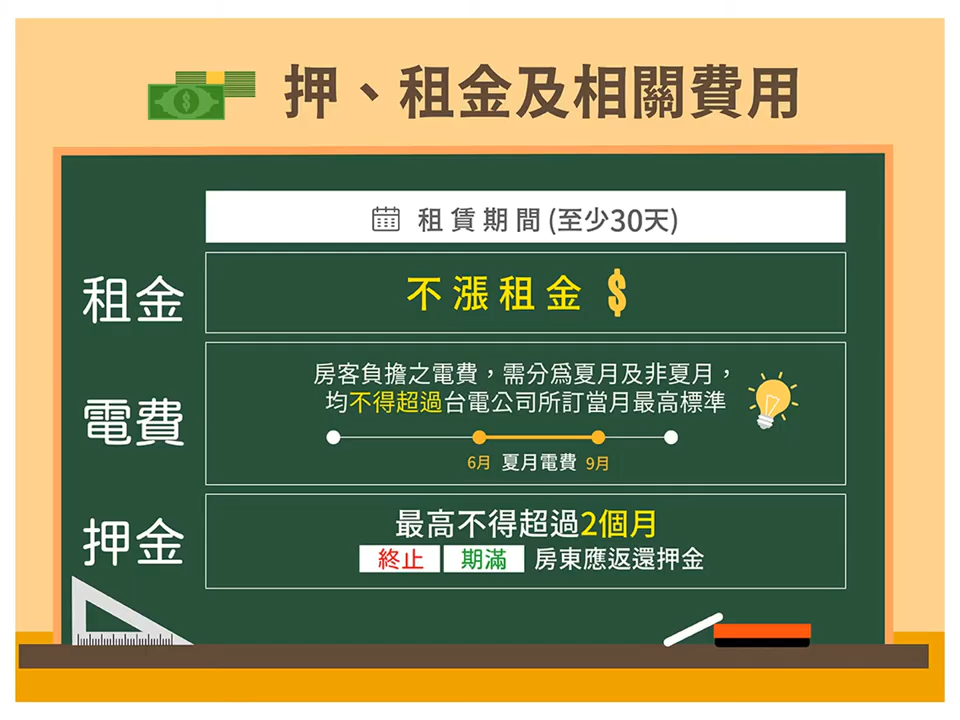 押、租金及相關費用
租賃期間(至少30天)
租金
不漲租金
電費
房客負擔之電費，需分為夏月及非夏月，
均不得超過台電公司所訂當月最高標準
6月 夏月電費 9月
押金
最高不得超過2個月
終止 期滿 房東應返還押金